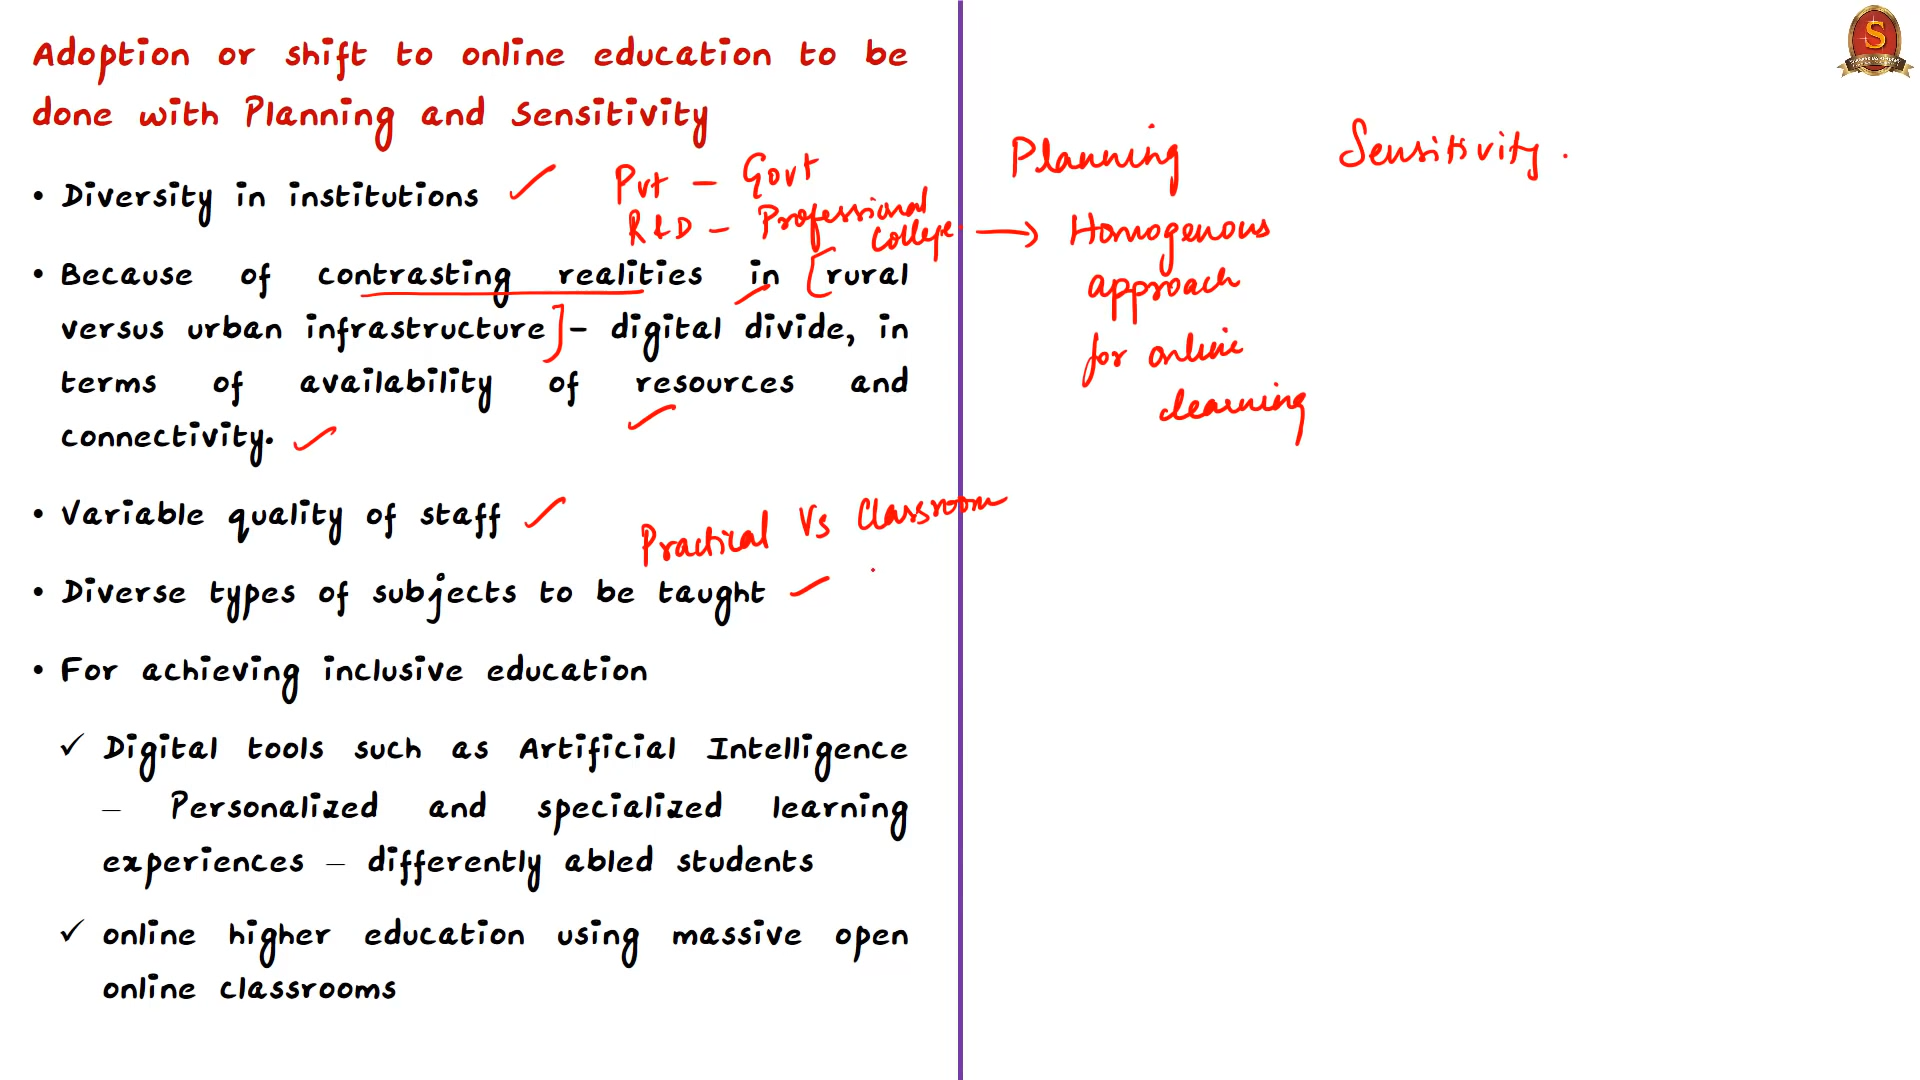 Adoption or shift to online education to be
done with Planning and Sensitivity
• Diversity in institutions
Pvt – Govt
R&D – Professional
College
• Because of contrasting realities in rural
versus urban infrastructure – digital divide, in
terms of availability of resources and
connectivity.
• Variable quality of staff
Practical Vs Classroom
• Diverse types of subjects to be taught
• For achieving inclusive education
✓ Digital tools such as Artificial Intelligence
– Personalized and specialized learning
experiences – differently abled students
✓ online higher education using massive open
online classrooms
Planning
Sensitivity.
→ Homogenous
approach
for online
learning
S